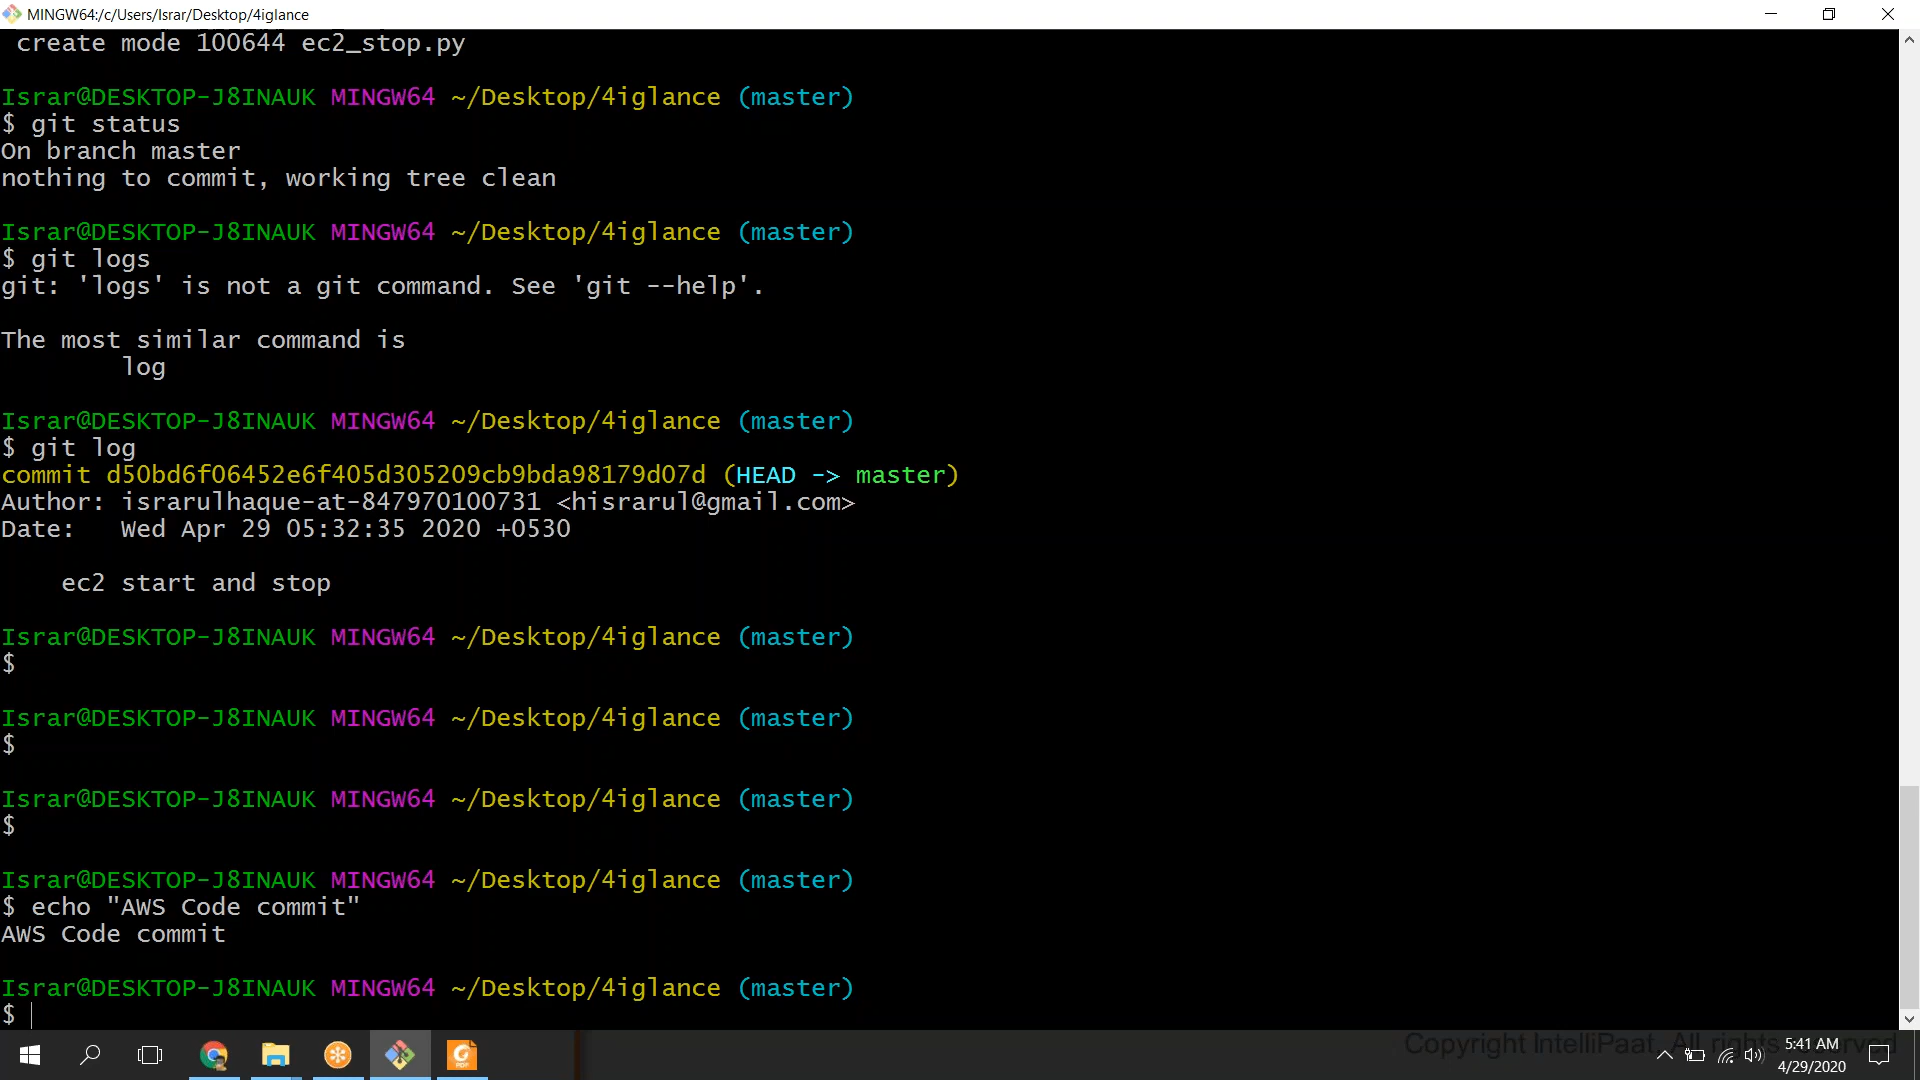 MINGW64:/c/Users/Israr/Desktop/4iglance
 create mode 100644 ec2_stop.py
Israr@DESKTOP-J8INAUK MINGW64 ~/Desktop/4iglance (master)
$ git status
On branch master
nothing to commit, working tree clean
Israr@DESKTOP-J8INAUK MINGW64 ~/Desktop/4iglance (master)
$ git logs
git: 'logs' is not a git command. See 'git --help'.
The most similar command is
        log
Israr@DESKTOP-J8INAUK MINGW64 ~/Desktop/4iglance (master)
$ git log
commit d50bd6f06452e6f405d305209cb9bda98179d07d (HEAD -> master)
Author: israrulhaque-at-847970100731 <hisrarul@gmail.com>
Date:   Wed Apr 29 05:32:35 2020 +0530
    ec2 start and stop
Israr@DESKTOP-J8INAUK MINGW64 ~/Desktop/4iglance (master)
$
Israr@DESKTOP-J8INAUK MINGW64 ~/Desktop/4iglance (master)
$
Israr@DESKTOP-J8INAUK MINGW64 ~/Desktop/4iglance (master)
$
Israr@DESKTOP-J8INAUK MINGW64 ~/Desktop/4iglance (master)
$ echo "AWS Code commit"
AWS Code commit
Israr@DESKTOP-J8INAUK MINGW64 ~/Desktop/4iglance (master)
$
Copyright IntelliPaat, All rights reserved
5:41 AM
4/29/2020